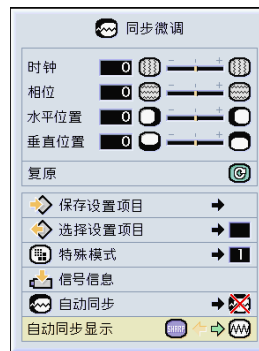 同步微调
时钟 0 - +
相位 0 - +
水平位置 0 - +
垂直位置 0 - +
复原
保存设置项目
选择设置项目
特殊模式 1
信号信息
自动同步
自动同步显示 SHARP